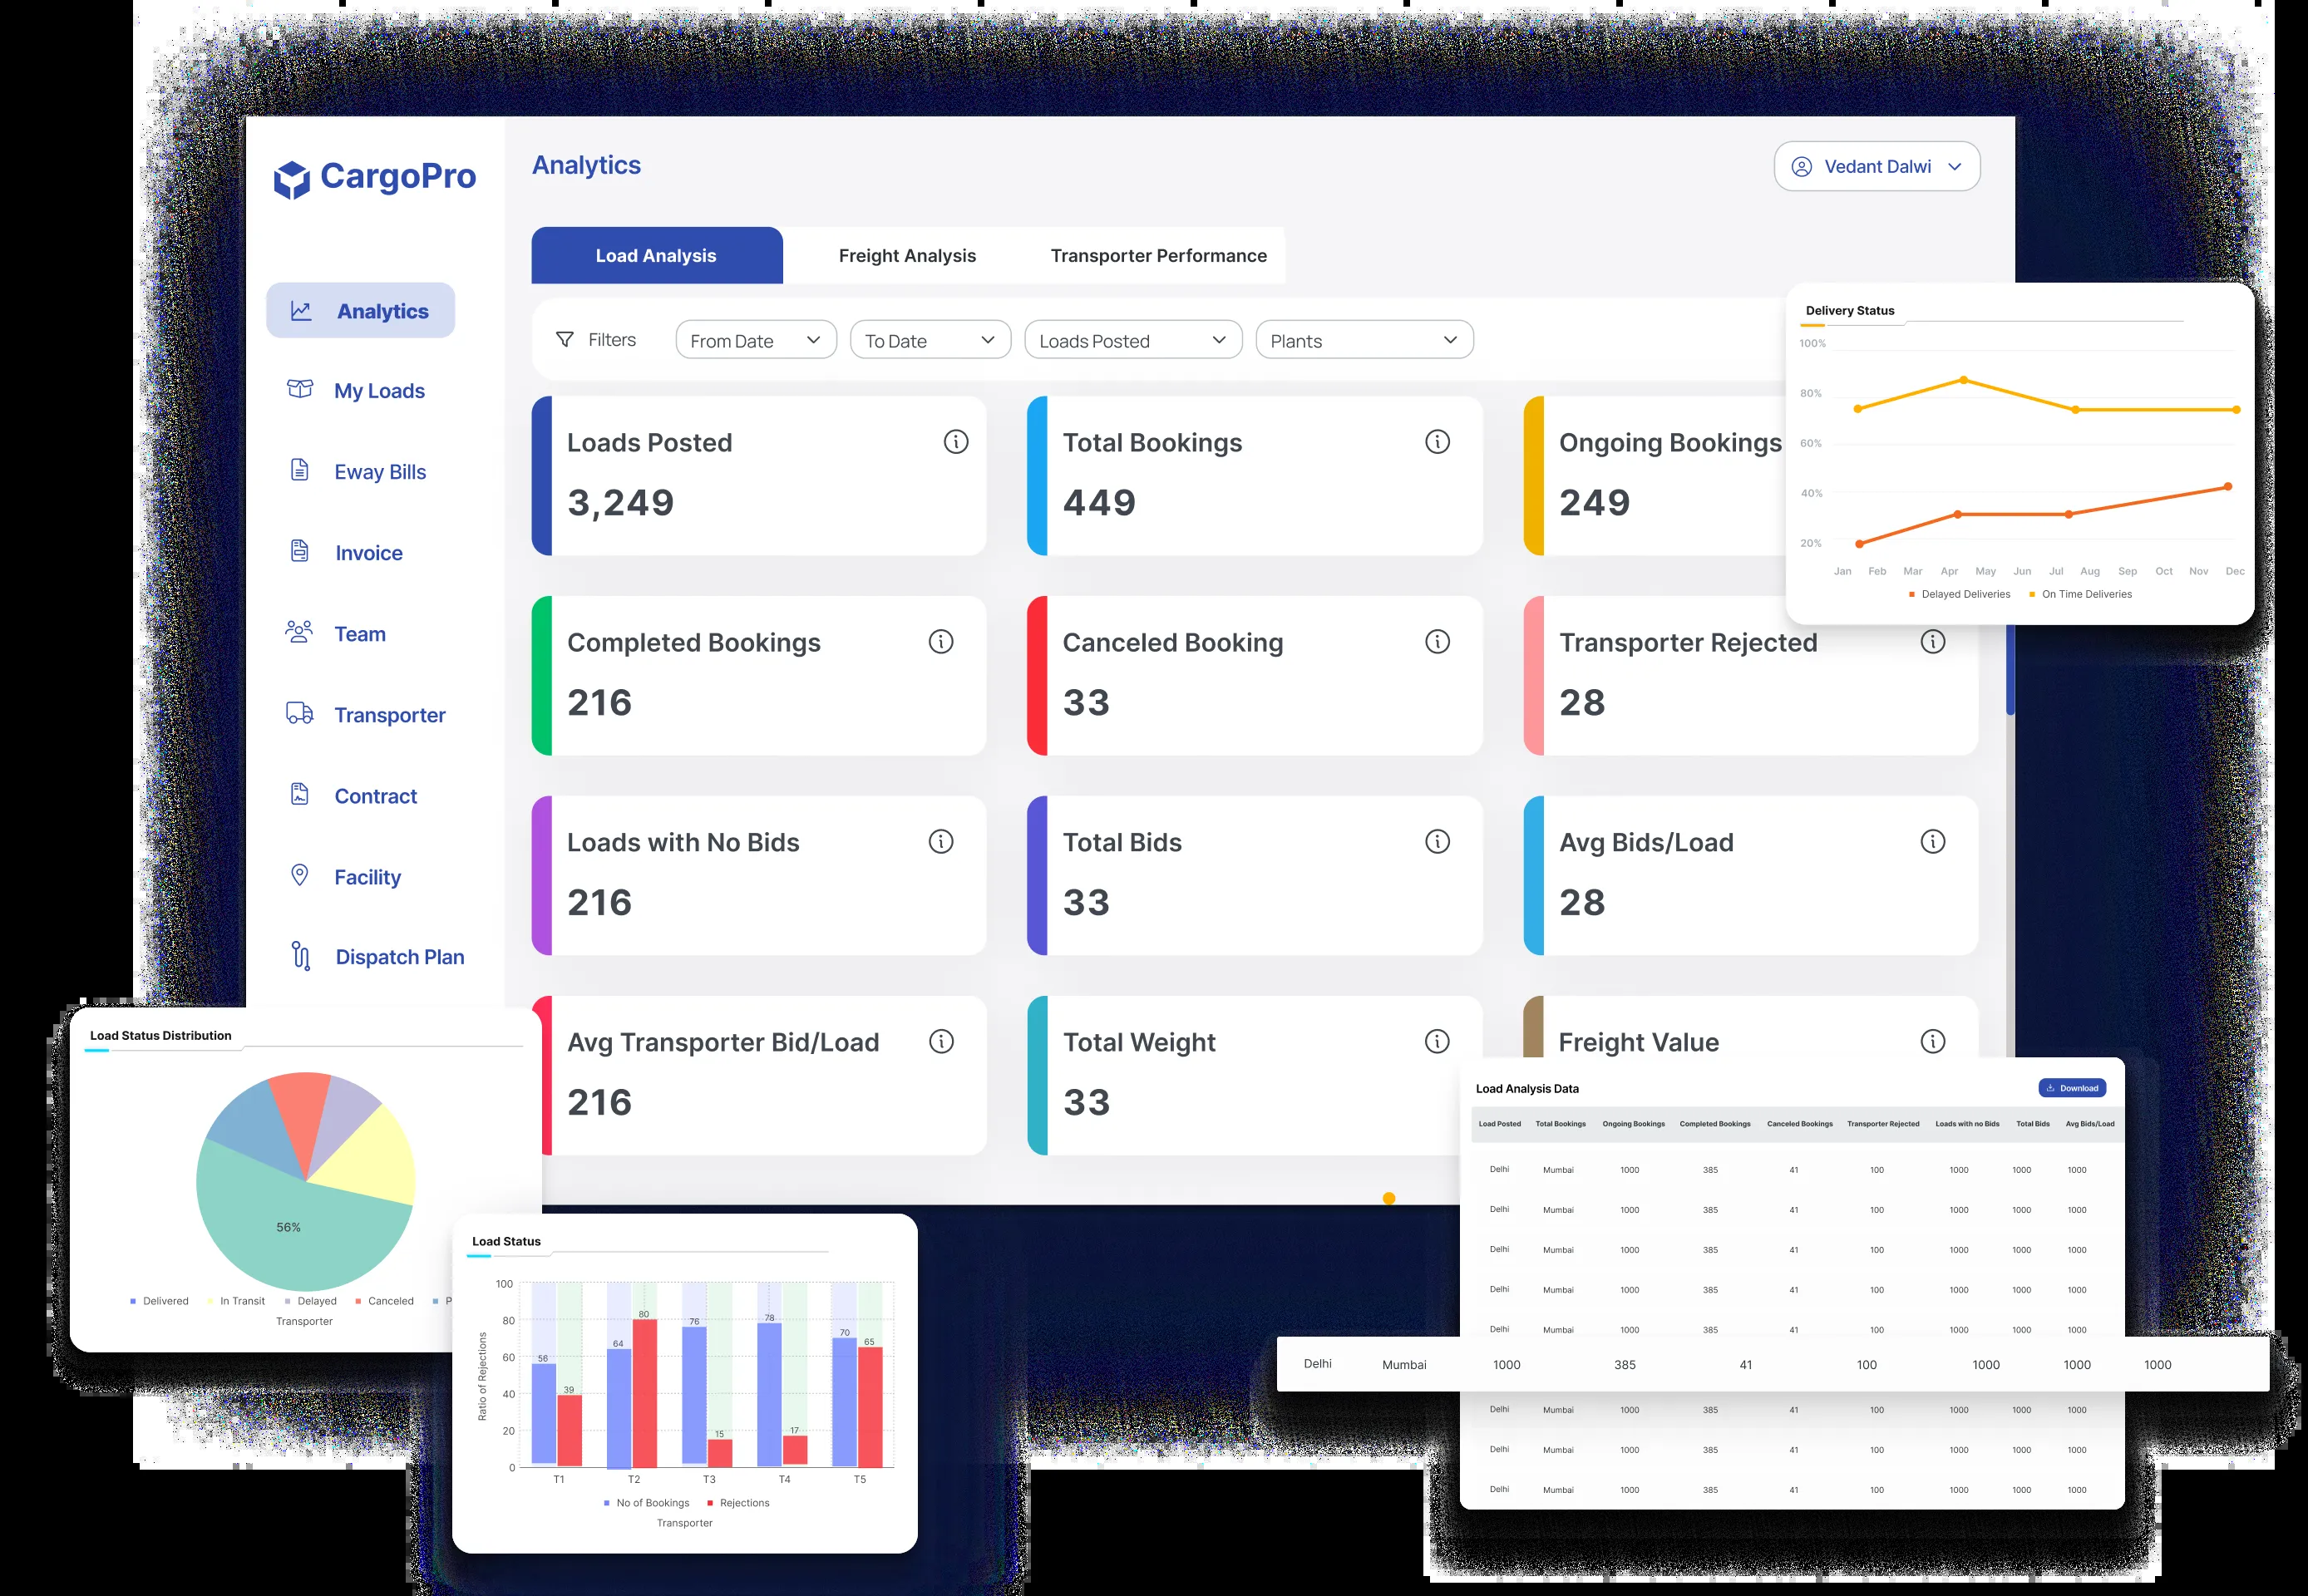 CargoPro
Analytics
Vedant Dalwi
Load Analysis
Freight Analysis
Transporter Performance
Analytics
My Loads
Eway Bills
Invoice
Team
Transporter
Contract
Facility
Dispatch Plan
Filters
From Date
To Date
Loads Posted
Plants
Loads Posted
3,249
Total Bookings
449
Ongoing Bookings
249
Completed Bookings
216
Canceled Booking
33
Transporter Rejected
28
Loads with No Bids
216
Total Bids
33
Avg Bids/Load
28
Avg Transporter Bid/Load
216
Total Weight
33
Freight Value
Delivery Status
100%
80%
60%
40%
20%
Jan Feb Mar Apr May Jun Jul Aug Sep Oct Nov Dec
Delayed Deliveries On Time Deliveries
Load Status Distribution
56%
Delivered In Transit Delayed Canceled P
Transporter
Load Status
Ratio of Rejections
100
80
60
40
20
0
56 39 64 80 76 15 78 17 70 65
T1 T2 T3 T4 T5
No of Bookings Rejections
Transporter
Load Analysis Data
Download
Load Posted Total Bookings Ongoing Bookings Completed Bookings Canceled Bookings Transporter Rejected Loads with no Bids Total Bids Avg Bids/Load
Delhi Mumbai 1000 385 41 100 1000 1000 1000
Delhi Mumbai 1000 385 41 100 1000 1000 1000
Delhi Mumbai 1000 385 41 100 1000 1000 1000
Delhi Mumbai 1000 385 41 100 1000 1000 1000
Delhi Mumbai 1000 385 41 100 1000 1000 1000
Delhi Mumbai 1000 385 41 100 1000 1000 1000
Delhi Mumbai 1000 385 41 100 1000 1000 1000
Delhi Mumbai 1000 385 41 100 1000 1000 1000
Delhi Mumbai 1000 385 41 100 1000 1000 1000